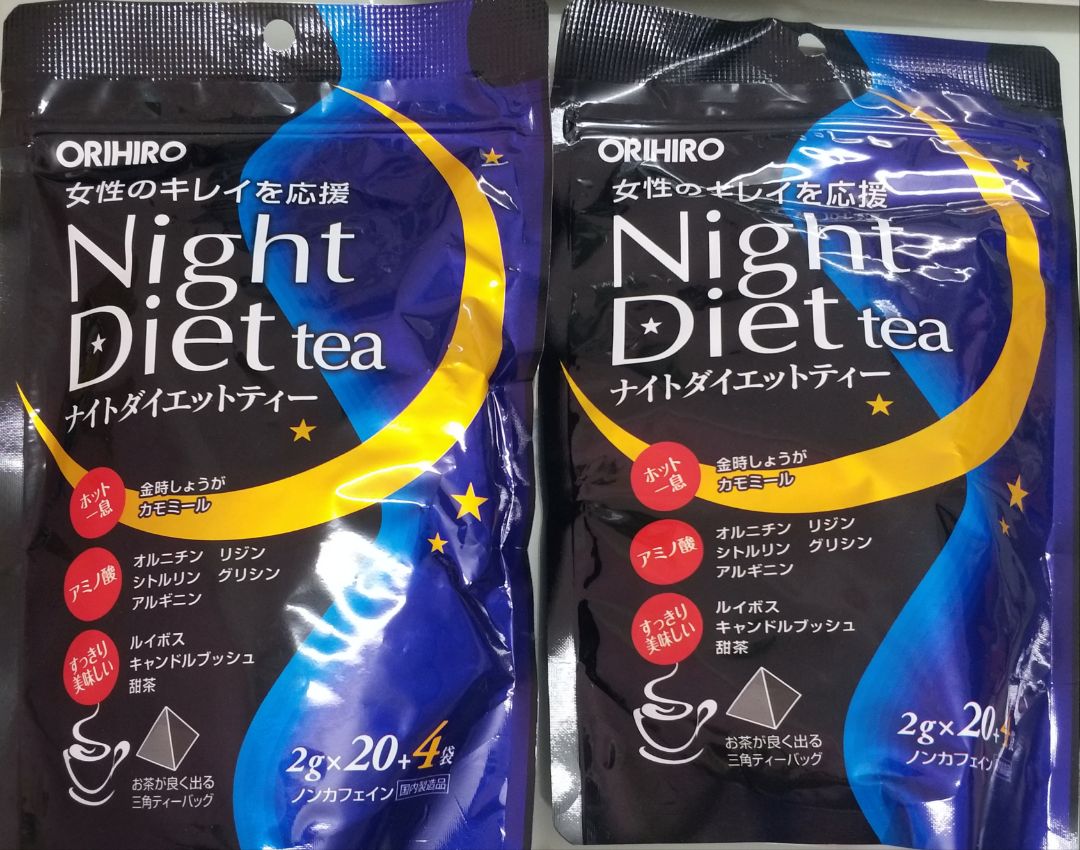 ORIHIRO
女性のキレイを応援
Night
Diet tea
ナイトダイエットティー
ホット
一息
金時しょうが
カモミール
アミノ酸
オルニチン リジン
シトルリン グリシン
アルギニン
すっきり
美味しい
ルイボス
キャンドルブッシュ
甜茶
お茶が良く出る
三角ティーバッグ
2g×20+4袋
ノンカフェイン 国内製造品
ORIHIRO
女性のキレイを応援
Night
Diet tea
ナイトダイエットティー
ホット
一息
金時しょうが
カモミール
アミノ酸
オルニチン リジン
シトルリン グリシン
アルギニン
すっきり
美味しい
ルイボス
キャンドルブッシュ
甜茶
お茶が良く出る
三角ティーバッグ
2g×20+4
ノンカフェイン